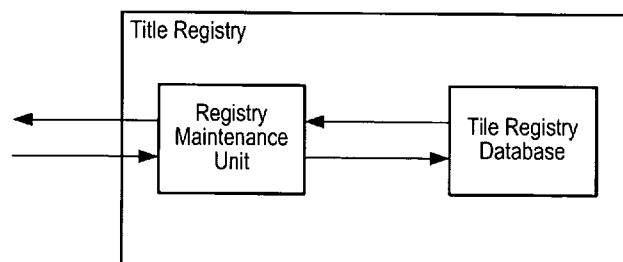 Title Registry
Registry
Maintenance
Unit
Tile Registry
Database